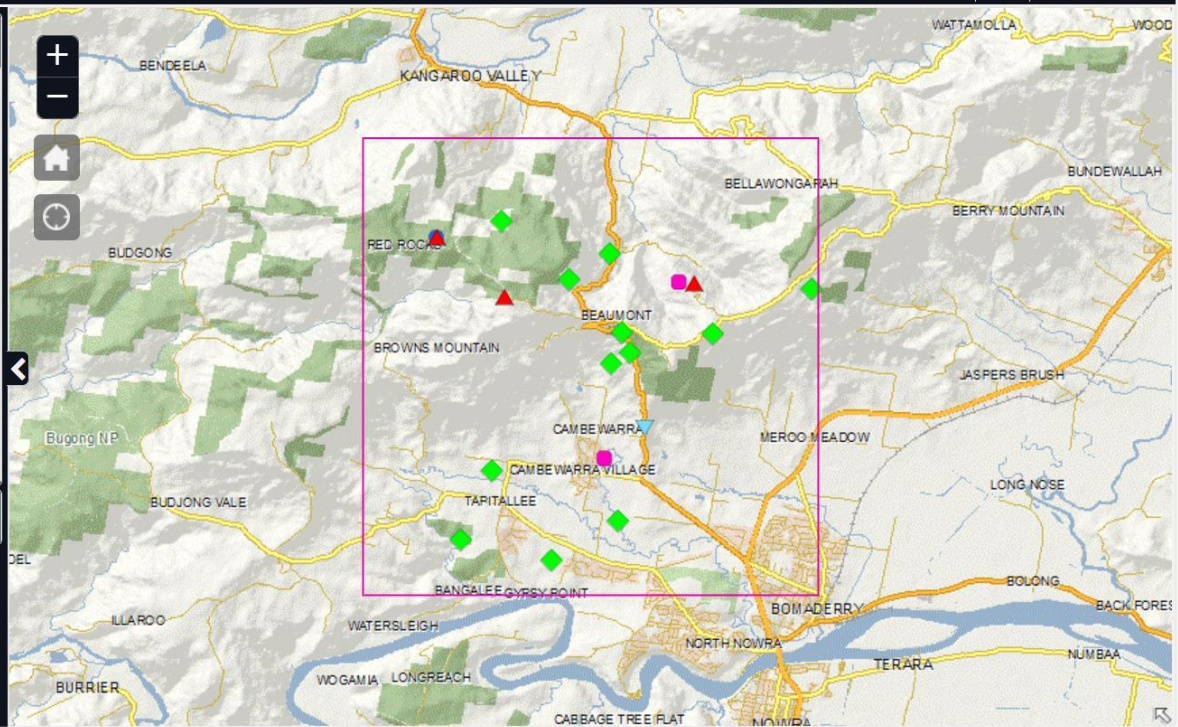 WATTAMOLLA
WOOD
BENDEELA
KANGAROO VALLEY
BUNDEWALLAH
BELLAWONGARAH
BERRY MOUNTAIN
RED ROCKS
BUDGONG
BEAUMONT
BROWNS MOUNTAIN
JASPERS BRUSH
CAMBEWARRA
MEROO MEADOW
Bugong NP
CAMBEWARRA VILLAGE
LONG NOSE
BUDJONG VALE
TAPITALLEE
OEL
BOLONG
BANGALEE
GYPSY POINT
BACK FORES
BOMADERRY
ILLAROO
WATERSLEIGH
NORTH NOWRA
NUMBAA
TERARA
WOGAMIA
LONGREACH
BURRIER
CABBAGE TREE FLAT
NOWRA